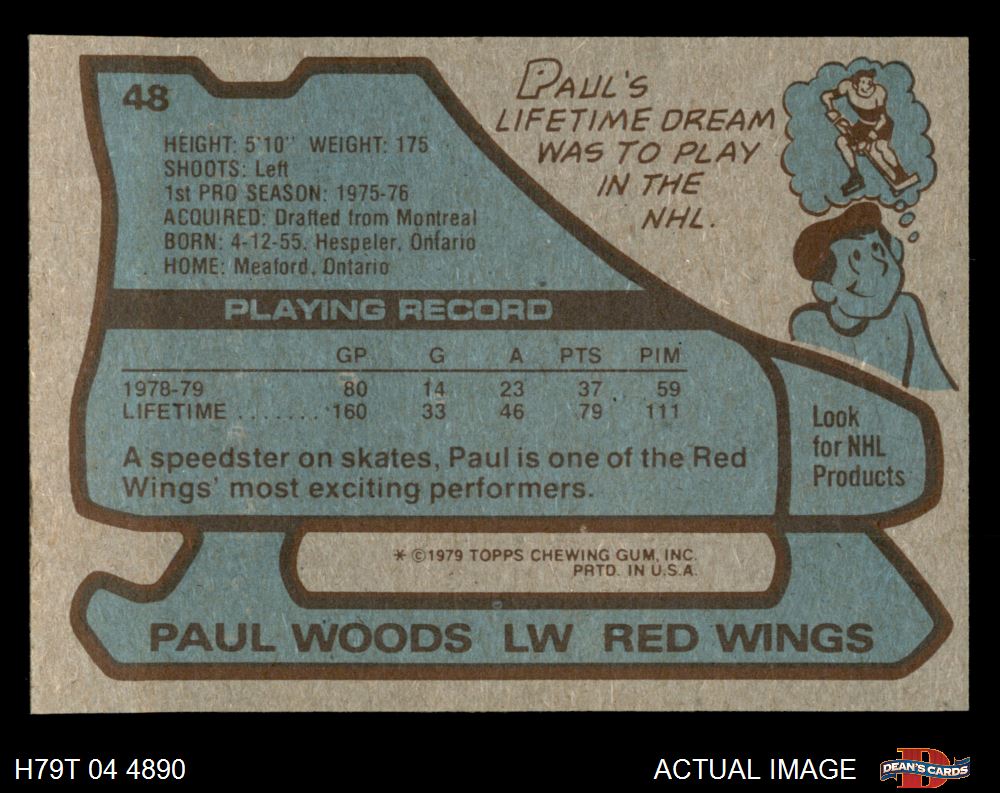 48
HEIGHT: 5'10" WEIGHT: 175
SHOOTS: Left
1st PRO SEASON: 1975-76
ACQUIRED: Drafted from Montreal
BORN: 4-12-55, Hespeler, Ontario
HOME: Meaford, Ontario
PAUL'S
LIFETIME DREAM
WAS TO PLAY
IN THE
NHL.
PLAYING RECORD
GP G A PTS PIM
1978-79 80 14 23 37 59
LIFETIME ....... 160 33 46 79 111
A speedster on skates, Paul is one of the Red
Wings' most exciting performers.
Look
for NHL
Products
* ©1979 TOPPS CHEWING GUM, INC.
PRTD. IN U.S.A.
PAUL WOODS LW RED WINGS
H79T 04 4890
ACTUAL IMAGE
D
DEAN'S CARDS